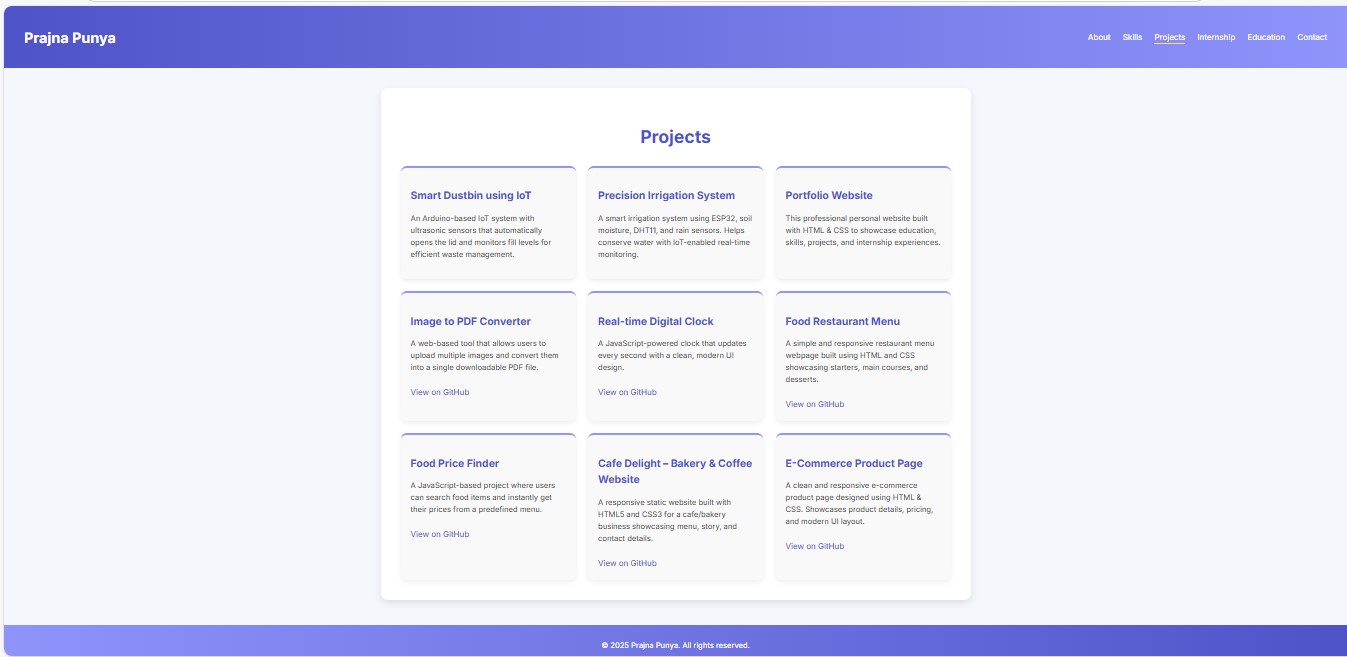 Prajna Punya
About Skills Projects Internship Education Contact
Projects
Smart Dustbin using IoT
An Arduino-based IoT system with
ultrasonic sensors that automatically
opens the lid and monitors fill levels for
efficient waste management.
Precision Irrigation System
A smart irrigation system using ESP32, soil
moisture, DHT11, and rain sensors. Helps
conserve water with IoT-enabled real-time
monitoring.
Portfolio Website
This professional personal website built
with HTML & CSS to showcase education,
skills, projects, and internship experiences.
Image to PDF Converter
A web-based tool that allows users to
upload multiple images and convert them
into a single downloadable PDF file.
View on GitHub
Real-time Digital Clock
A JavaScript-powered clock that updates
every second with a clean, modern UI
design.
View on GitHub
Food Restaurant Menu
A simple and responsive restaurant menu
webpage built using HTML and CSS
showcasing starters, main courses, and
desserts.
View on GitHub
Food Price Finder
A JavaScript-based project where users
can search food items and instantly get
their prices from a predefined menu.
View on GitHub
Cafe Delight – Bakery & Coffee
Website
A responsive static website built with
HTML5 and CSS3 for a cafe/bakery
business showcasing menu, story, and
contact details.
View on GitHub
E-Commerce Product Page
A clean and responsive e-commerce
product page designed using HTML &
CSS. Showcases product details, pricing,
and modern UI layout.
View on GitHub
© 2025 Prajna Punya. All rights reserved.